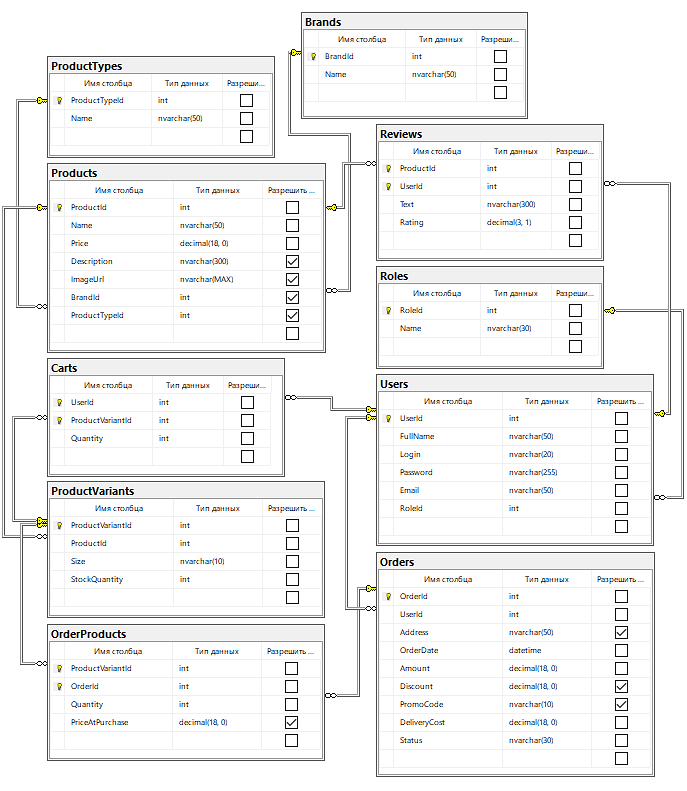 Brands
Имя столбца Тип данных Разреши...
BrandId int
Name nvarchar(50)
ProductTypes
Имя столбца Тип данных Разреши...
ProductTypeId int
Name nvarchar(50)
Reviews
Имя столбца Тип данных Разреши...
ProductId int
UserId int
Text nvarchar(300)
Rating decimal(3, 1)
Products
Имя столбца Тип данных Разрешить ...
ProductId int
Name nvarchar(50)
Price decimal(18, 0)
Description nvarchar(300)
ImageUrl nvarchar(MAX)
BrandId int
ProductTypeId int
Roles
Имя столбца Тип данных Разреши...
RoleId int
Name nvarchar(30)
Carts
Имя столбца Тип данных Разреши...
UserId int
ProductVariantId int
Quantity int
Users
Имя столбца Тип данных Разрешить ...
UserId int
FullName nvarchar(50)
Login nvarchar(20)
Password nvarchar(255)
Email nvarchar(50)
RoleId int
ProductVariants
Имя столбца Тип данных Разрешить ...
ProductVariantId int
ProductId int
Size nvarchar(10)
StockQuantity int
Orders
Имя столбца Тип данных Разрешить ...
OrderId int
UserId int
Address nvarchar(50)
OrderDate datetime
Amount decimal(18, 0)
Discount decimal(18, 0)
PromoCode nvarchar(10)
DeliveryCost decimal(18, 0)
Status nvarchar(30)
OrderProducts
Имя столбца Тип данных Разрешить ...
ProductVariantId int
OrderId int
Quantity int
PriceAtPurchase decimal(18, 0)